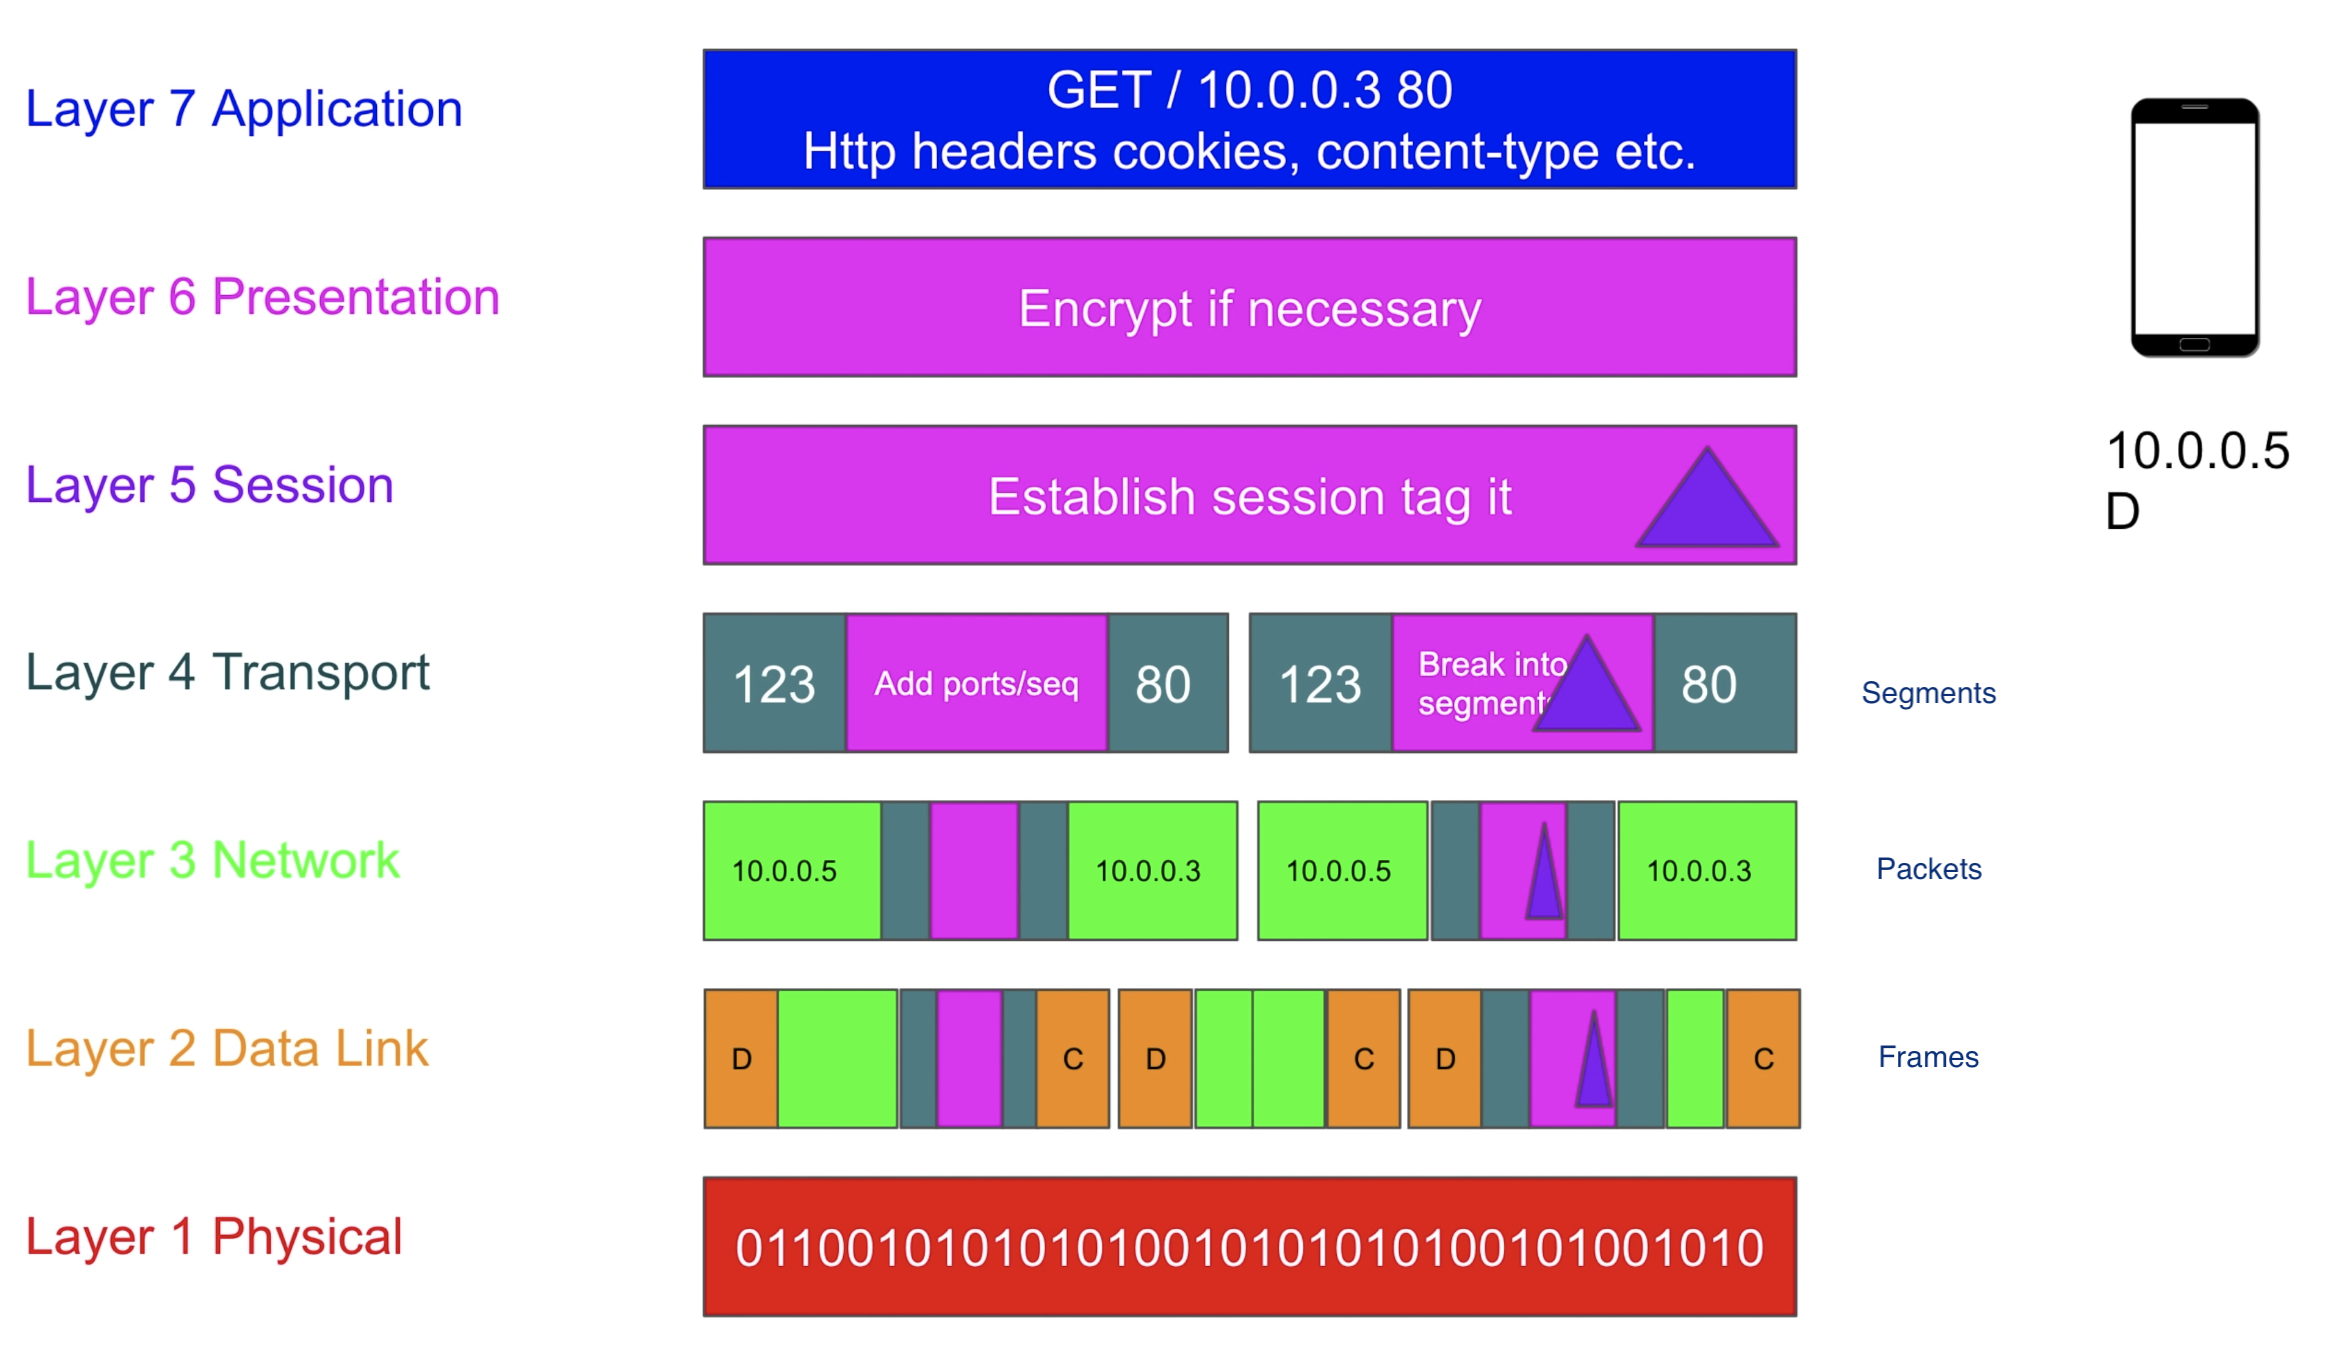 Layer 7 Application
GET / 10.0.0.3 80
Http headers cookies, content-type etc.
10.0.0.5
D
Layer 6 Presentation
Encrypt if necessary
Layer 5 Session
Establish session tag it
Layer 4 Transport
123
Add ports/seq
80
123
Break into
segments
80
Segments
Layer 3 Network
10.0.0.5
10.0.0.3
10.0.0.5
10.0.0.3
Packets
Layer 2 Data Link
D
C
D
C
D
C
Frames
Layer 1 Physical
011001010101010010101010100101001010